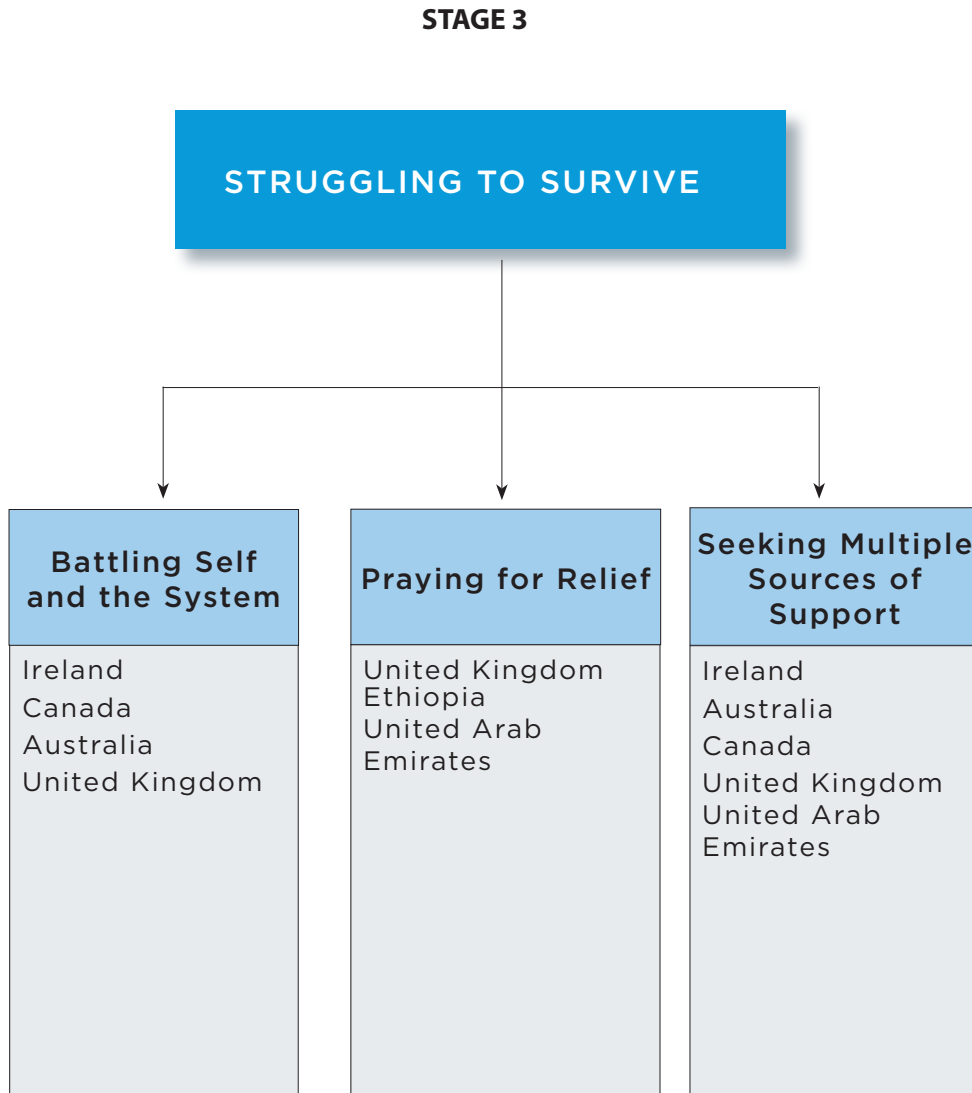 STAGE 3
STRUGGLING TO SURVIVE
Battling Self
and the System
Ireland
Canada
Australia
United Kingdom
Praying for Relief
United Kingdom
Ethiopia
United Arab
Emirates
Seeking Multiple
Sources of
Support
Ireland
Australia
Canada
United Kingdom
United Arab
Emirates